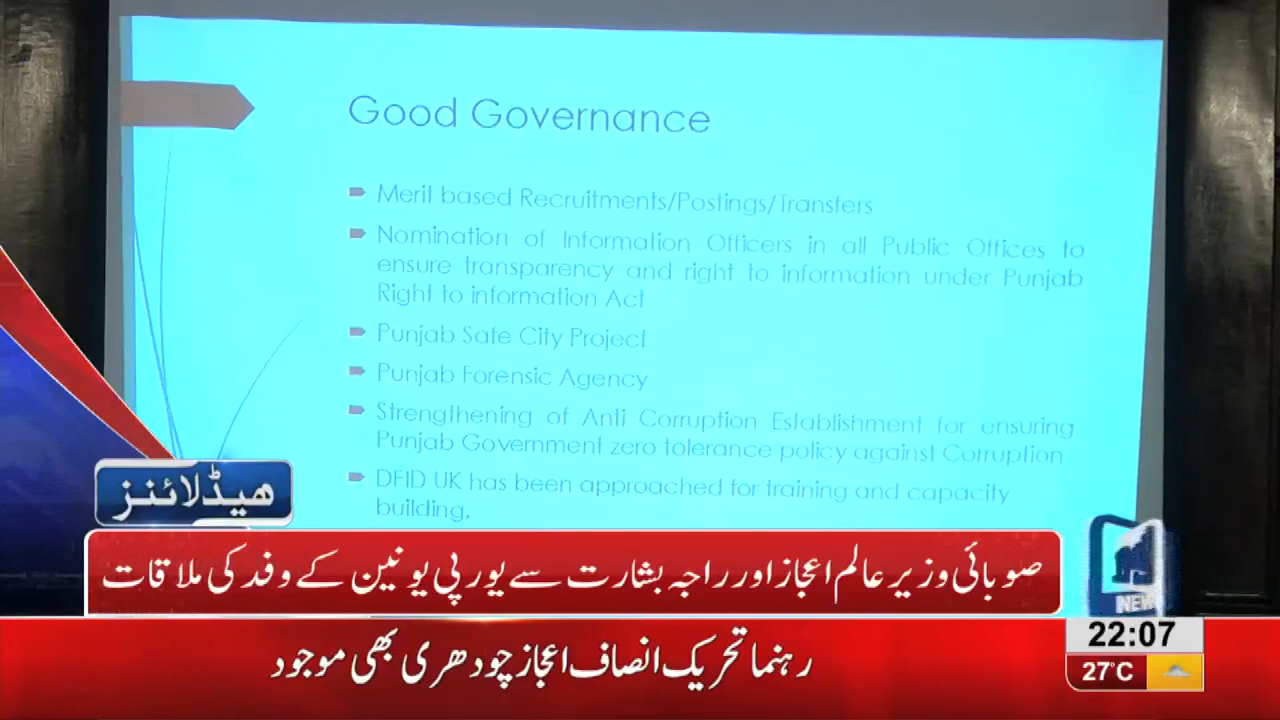 Good Governance
Merit based Recruitments/Postings/Transfers
Nomination of Information Officers in all Public Offices to
ensure transparency and right to information under Punjab
Right to information Act
Punjab Safe City Project
Punjab Forensic Agency
Strengthening of Anti Corruption Establishment for ensuring
Punjab Government zero tolerance policy against Corruption
DFID UK has been approached for training and capacity
building.
ہیڈلائنز
صوبائی وزیر عالم اعجاز اور راجہ بشارت سے یورپی یونین کے وفد کی ملاقات
NEWS
رہنما تحریک انصاف اعجاز چودھری بھی موجود
22:07
27°C